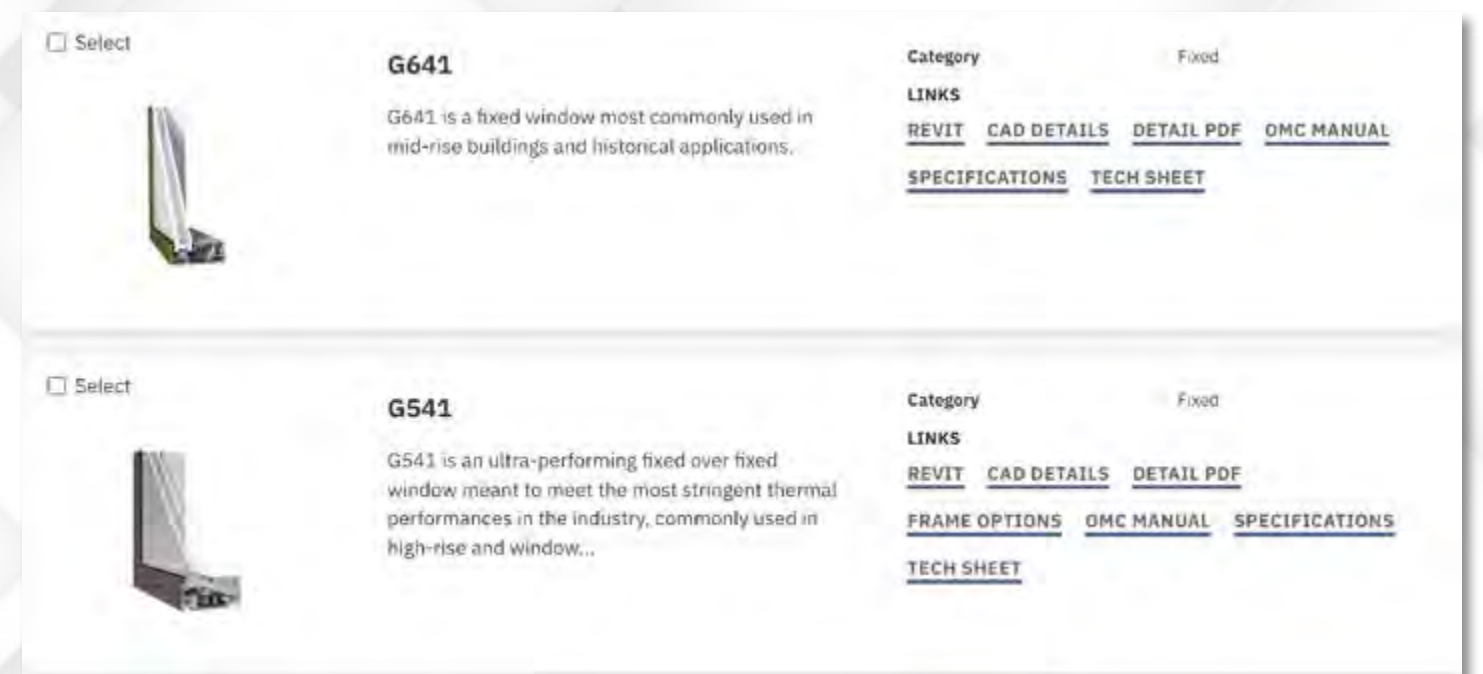 Select
G641
G641 is a fixed window most commonly used in
mid-rise buildings and historical applications.
Category Fixed
LINKS
REVIT CAD DETAILS DETAIL PDF OMC MANUAL
SPECIFICATIONS TECH SHEET
Select
G541
G541 is an ultra-performing fixed over fixed
window meant to meet the most stringent thermal
performances in the industry, commonly used in
high-rise and window...
Category Fixed
LINKS
REVIT CAD DETAILS DETAIL PDF
FRAME OPTIONS OMC MANUAL SPECIFICATIONS
TECH SHEET